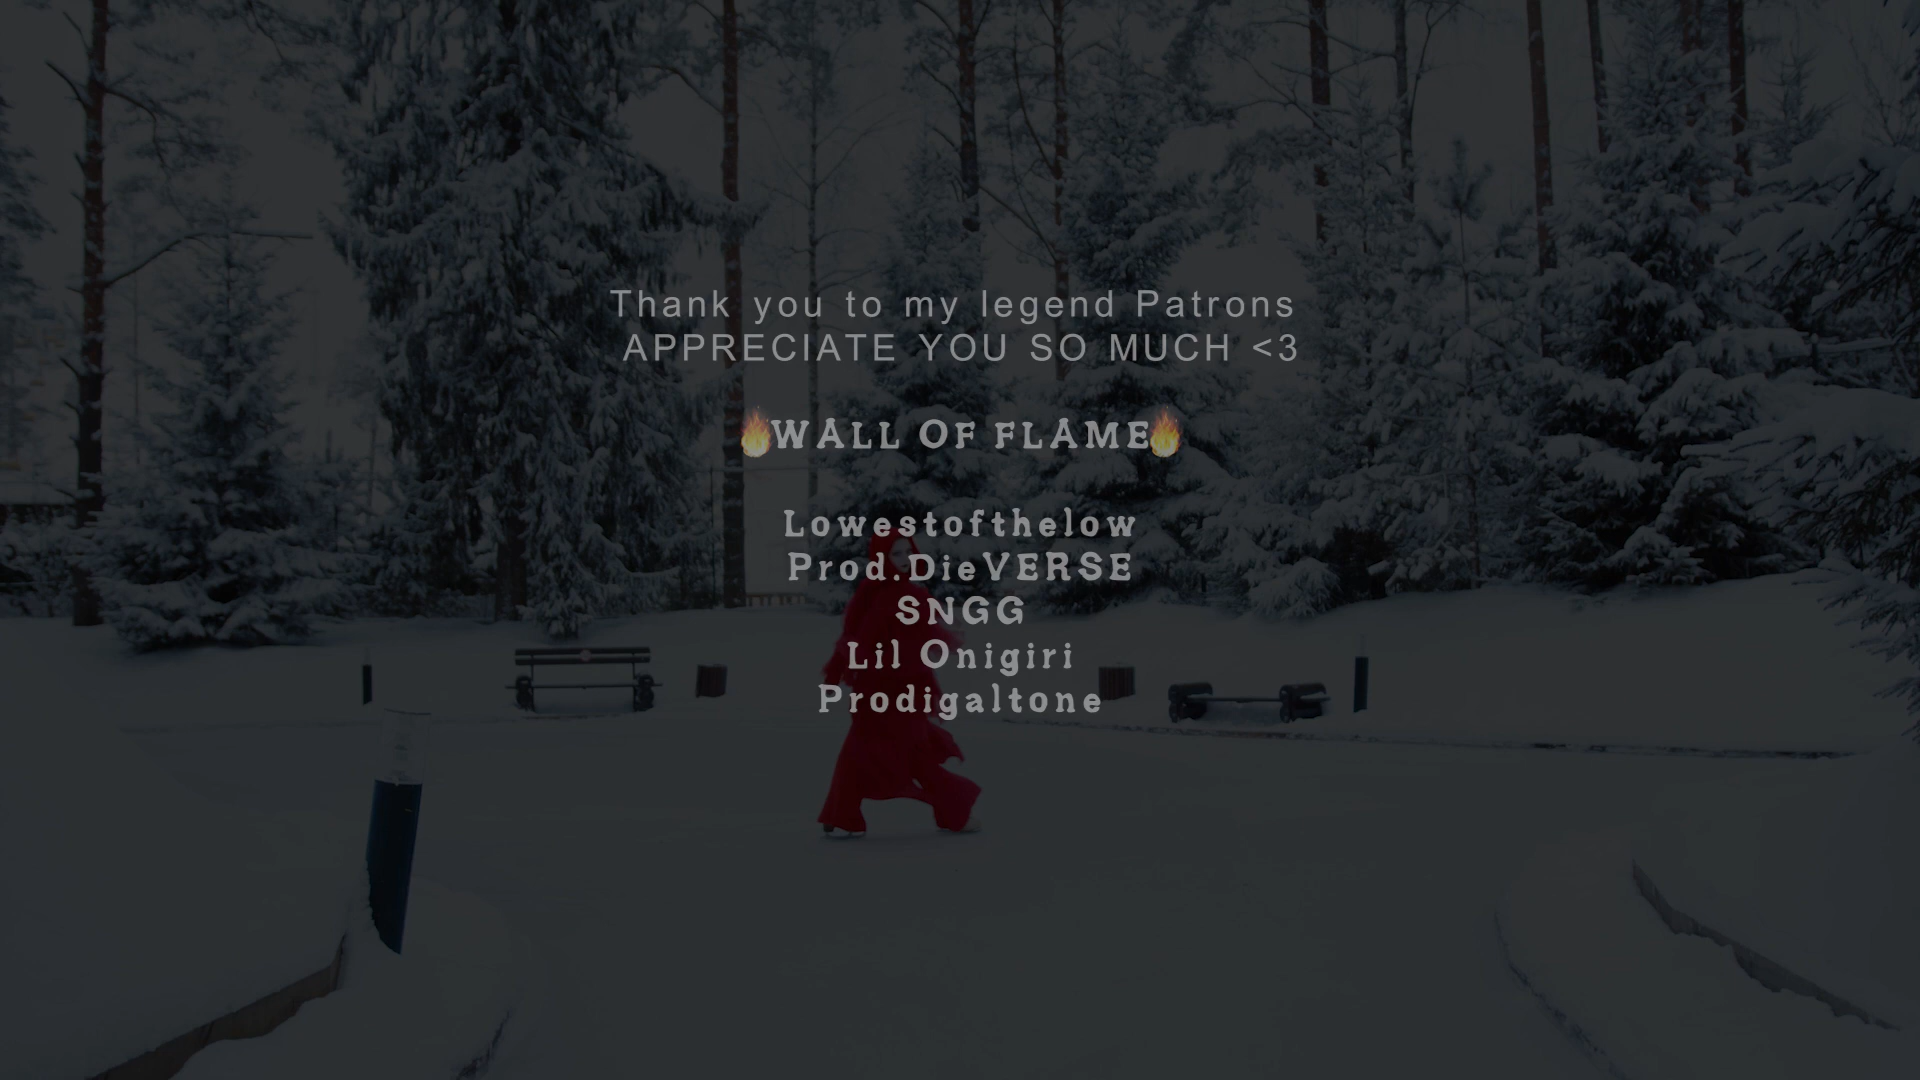 Thank you to my legend Patrons
APPRECIATE YOU SO MUCH <3
🔥WALL OF FLAME🔥
Lowestofthelow
Prod.DieVERSE
SNGG
Lil Onigiri
Prodigaltone